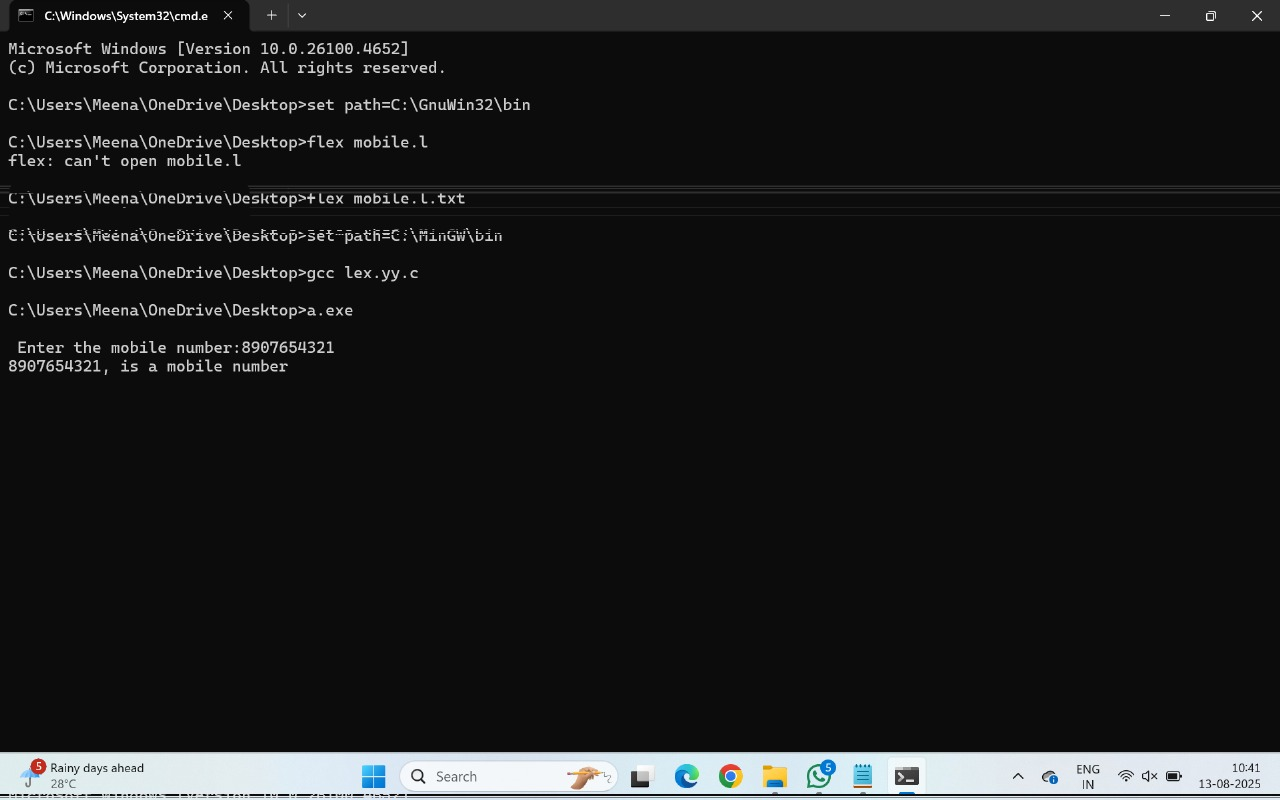 C:\Windows\System32\cmd.e
Microsoft Windows [Version 10.0.26100.4652]
(c) Microsoft Corporation. All rights reserved.
C:\Users\Meena\OneDrive\Desktop>set path=C:\GnuWin32\bin
C:\Users\Meena\OneDrive\Desktop>flex mobile.l
flex: can't open mobile.l
C:\Users\Meena\OneDrive\Desktop>flex mobile.l.txt
C:\Users\Meena\OneDrive\Desktop>set path=C:\MinGW\bin
C:\Users\Meena\OneDrive\Desktop>gcc lex.yy.c
C:\Users\Meena\OneDrive\Desktop>a.exe
Enter the mobile number:8907654321
8907654321, is a mobile number
5
Rainy days ahead
28°C
Search
5
ENG
IN
10:41
13-08-2025